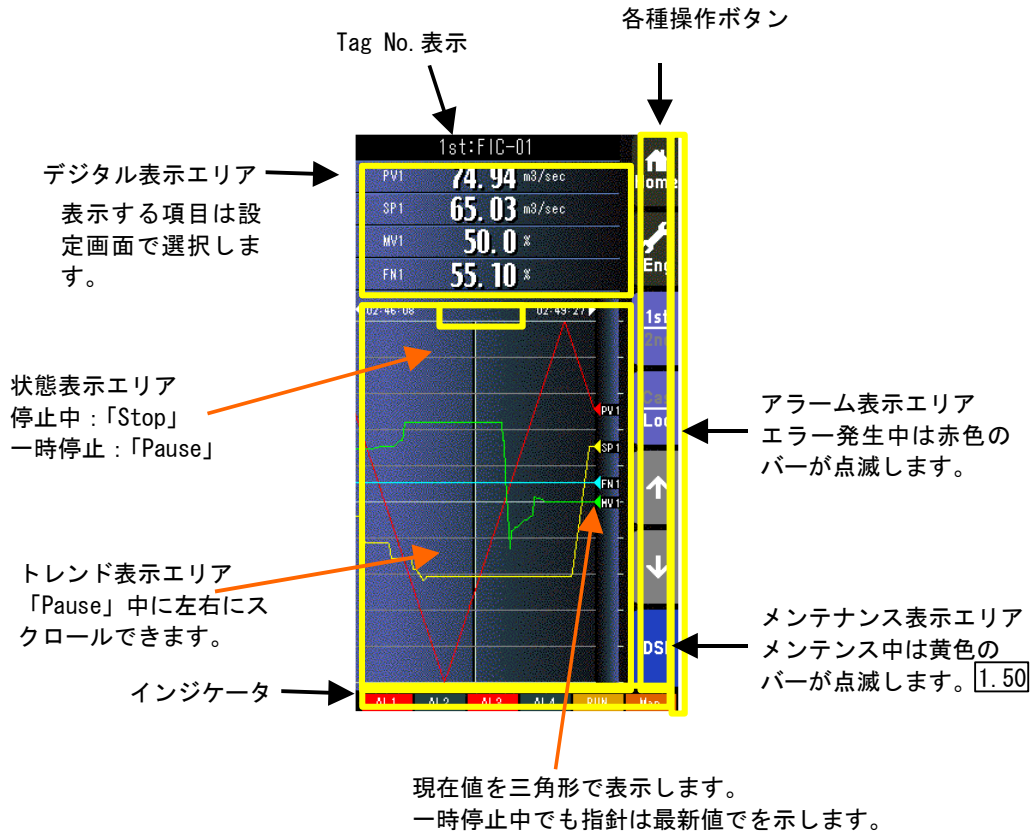 各種操作ボタン
Tag No.表示
デジタル表示エリア
表示する項目は設
定画面で選択しま
す。
1st:FIC-01
PV1 74.94 m3/sec
SP1 65.03 m3/sec
MV1 50.0 %
FN1 55.10 %
02:46:08 02:49:27
Home
Eng
1st
2nd
Cas
Loc
PV1
SP1
FN1
MV1
DSP
AL1 AL2 AL3 AL4 RUN Man
状態表示エリア
停止中：「Stop」
一時停止：「Pause」
アラーム表示エリア
エラー発生中は赤色の
バーが点滅します。
トレンド表示エリア
「Pause」中に左右にス
クロールできます。
メンテナンス表示エリア
メンテンス中は黄色の
バーが点滅します。1.50
インジケータ
現在値を三角形で表示します。
一時停止中でも指針は最新値でを示します。